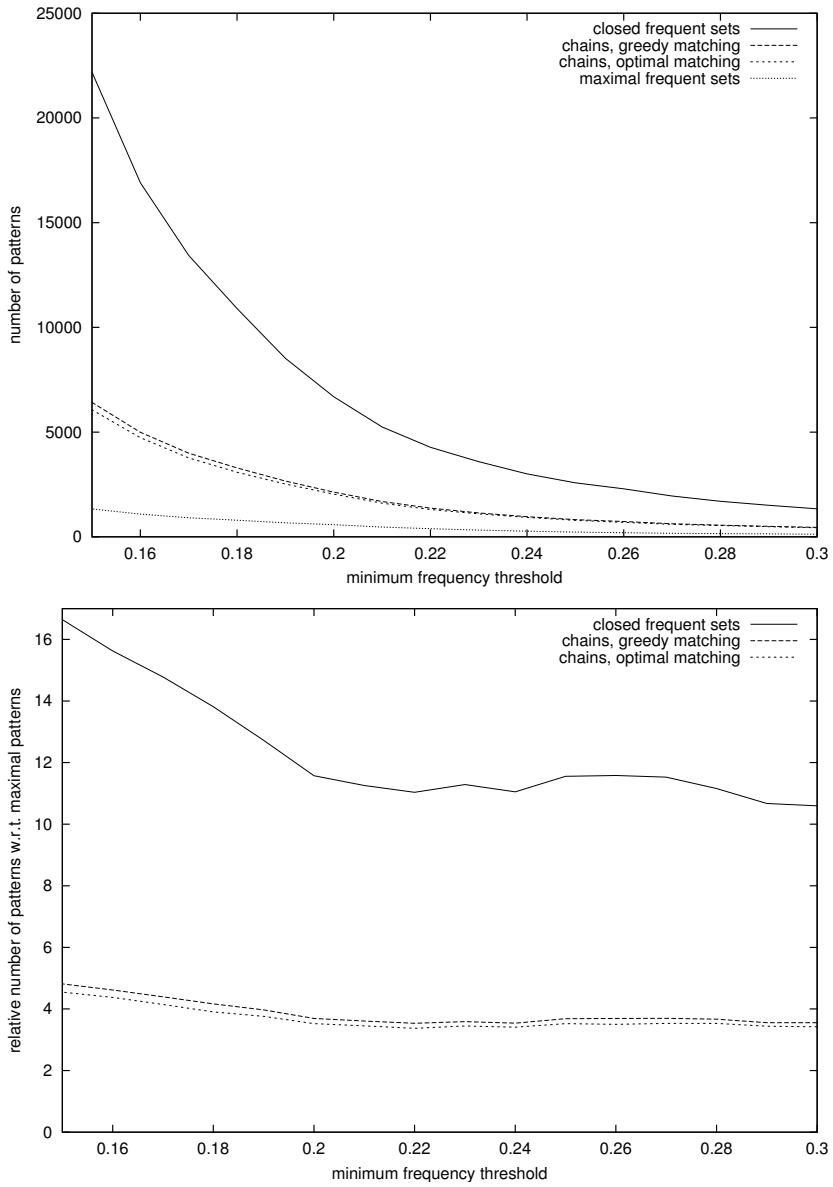 25000
20000
15000
10000
5000
0
number of patterns
closed frequent sets
chains, greedy matching
chains, optimal matching
maximal frequent sets
0.16 0.18 0.2 0.22 0.24 0.26 0.28 0.3
minimum frequency threshold
16
14
12
10
8
6
4
2
0
relative number of patterns w.r.t. maximal patterns
closed frequent sets
chains, greedy matching
chains, optimal matching
0.16 0.18 0.2 0.22 0.24 0.26 0.28 0.3
minimum frequency threshold